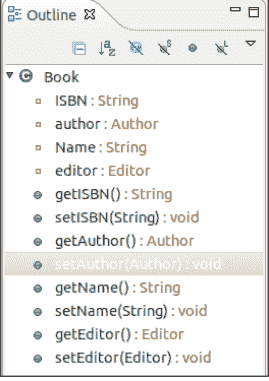 Outline
Book
ISBN : String
author : Author
Name : String
editor : Editor
getISBN() : String
setISBN(String) : void
getAuthor() : Author
setAuthor(Author) : void
getName() : String
setName(String) : void
getEditor() : Editor
setEditor(Editor) : void